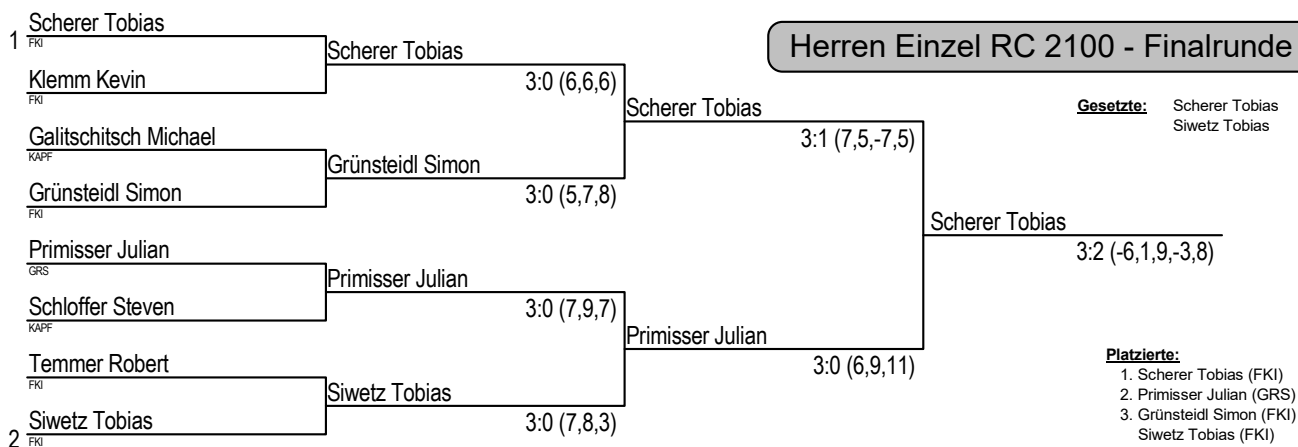 Herren Einzel RC 2100 - Finalrunde
Gesetzte: Scherer Tobias
Siwetz Tobias
1 Scherer Tobias
FKI
Klemm Kevin
FKI
Galitschitsch Michael
KAPF
Grünsteidl Simon
FKI
Primisser Julian
GRS
Schloffer Steven
KAPF
Temmer Robert
FKI
2 Siwetz Tobias
FKI
Scherer Tobias
3:0 (6,6,6)
Grünsteidl Simon
3:0 (5,7,8)
Primisser Julian
3:0 (7,9,7)
Siwetz Tobias
3:0 (7,8,3)
Scherer Tobias
3:1 (7,5,-7,5)
Primisser Julian
3:0 (6,9,11)
Scherer Tobias
3:2 (-6,1,9,-3,8)
Platzierte:
1. Scherer Tobias (FKI)
2. Primisser Julian (GRS)
3. Grünsteidl Simon (FKI)
Siwetz Tobias (FKI)